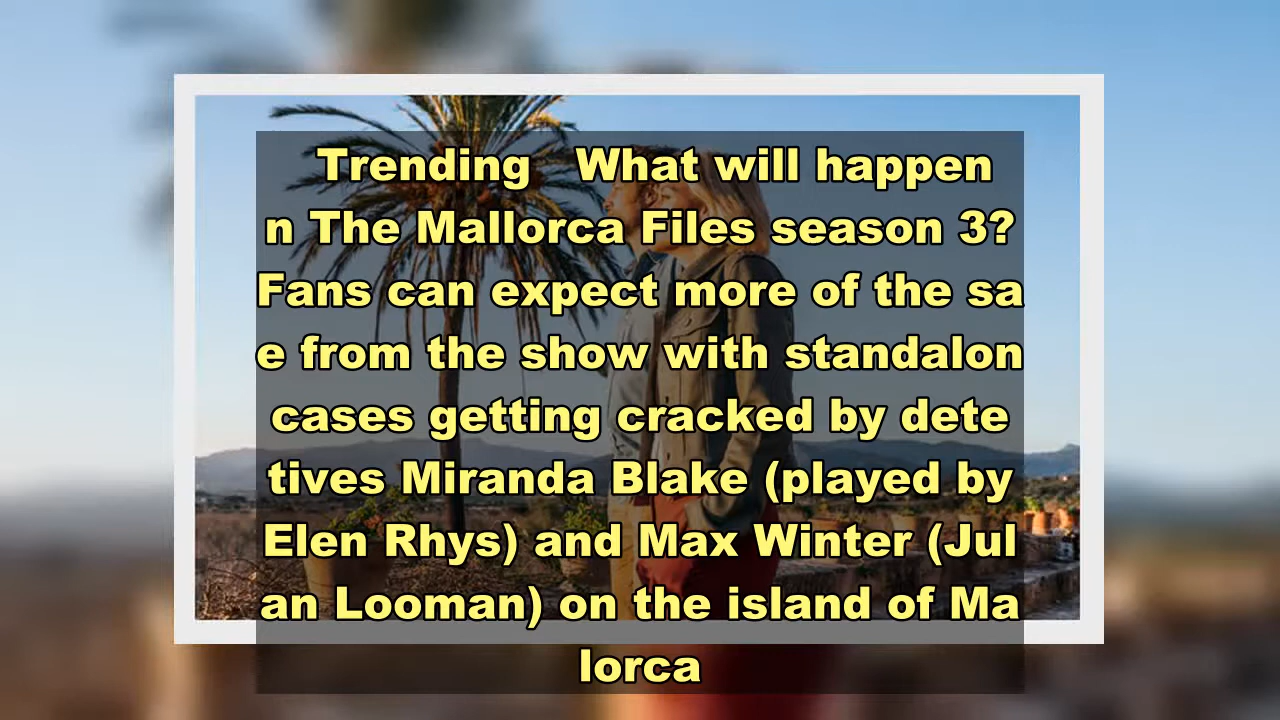 Trending What will happen
n The Mallorca Files season 3?
Fans can expect more of the sa
e from the show with standalon
cases getting cracked by dete
tives Miranda Blake (played by
Elen Rhys) and Max Winter (Jul
an Looman) on the island of Ma
lorca